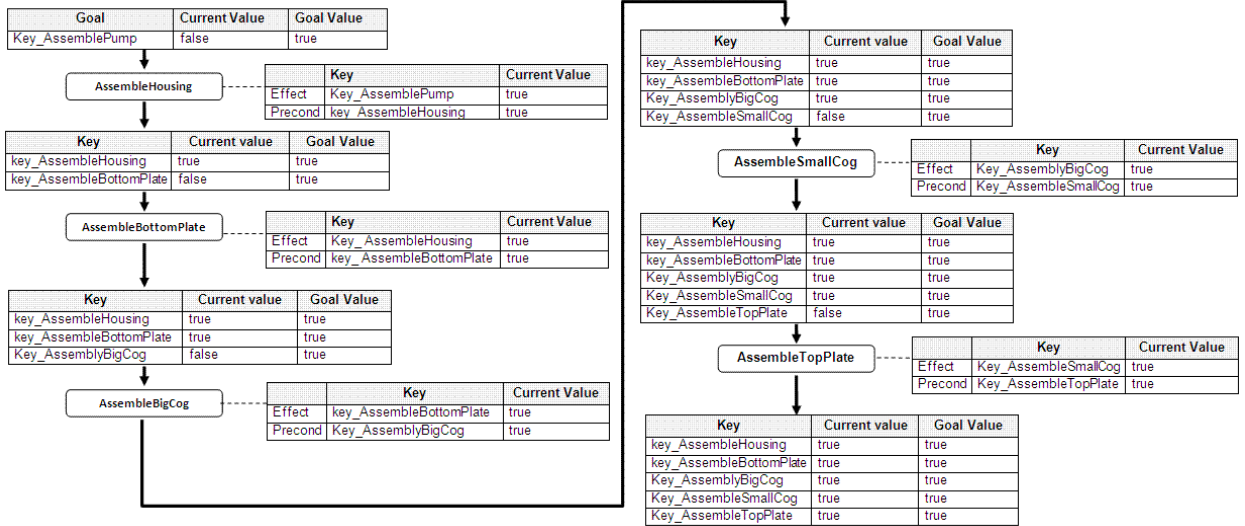 Goal Current Value Goal Value
Key_AssemblePump false true
AssembleHousing
Key Current Value
Effect Key_AssemblePump true
Precond key_AssembleHousing true
Key Current value Goal Value
key_AssembleHousing true true
key_AssembleBottomPlate false true
AssembleBottomPlate
Key Current Value
Effect Key_ AssembleHousing true
Precond key_ AssembleBottomPlate true
Key Current value Goal Value
key_AssembleHousing true true
key_AssembleBottomPlate true true
Key_AssemblyBigCog false true
AssembleBigCog
Key Current Value
Effect key_AssembleBottomPlate true
Precond Key_AssemblyBigCog true
Key Current value Goal Value
key_AssembleHousing true true
key_AssembleBottomPlate true true
Key_AssemblyBigCog true true
Key_AssembleSmallCog false true
AssembleSmallCog
Key Current Value
Effect Key_AssemblyBigCog true
Precond Key_AssembleSmallCog true
Key Current value Goal Value
key_AssembleHousing true true
key_AssembleBottomPlate true true
Key_AssemblyBigCog true true
Key_AssembleSmallCog true true
Key_AssembleTopPlate false true
AssembleTopPlate
Key Current Value
Effect Key_AssembleSmallCog true
Precond Key_AssembleTopPlate true
Key Current value Goal Value
key_AssembleHousing true true
key_AssembleBottomPlate true true
Key_AssemblyBigCog true true
Key_AssembleSmallCog true true
Key_AssembleTopPlate true true